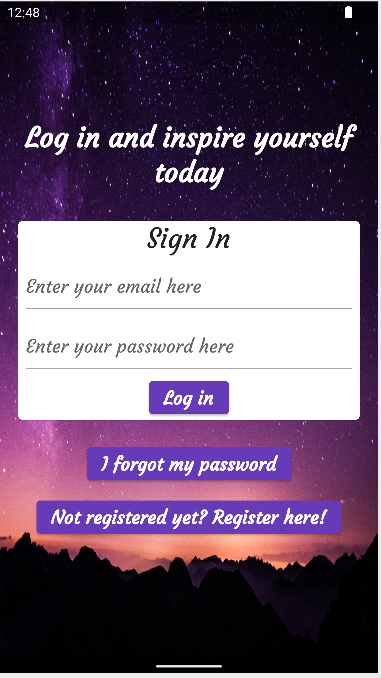 12:48
Log in and inspire yourself
today
Sign In
Enter your email here
Enter your password here
Log in
I forgot my password
Not registered yet? Register here!